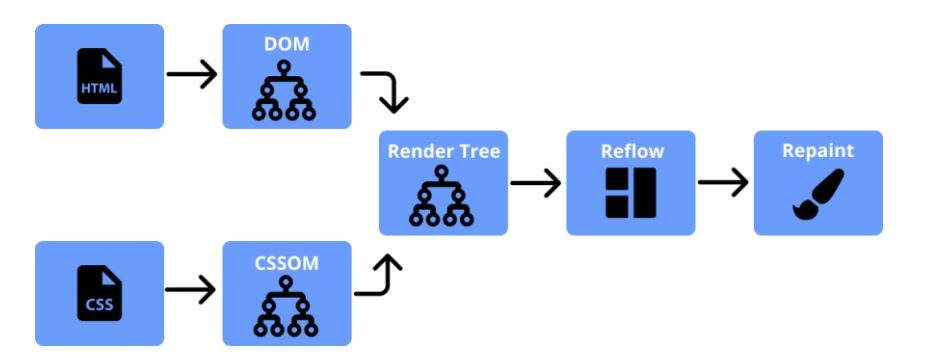 HTML
DOM
Render Tree
Reflow
Repaint
CSS
CSSOM